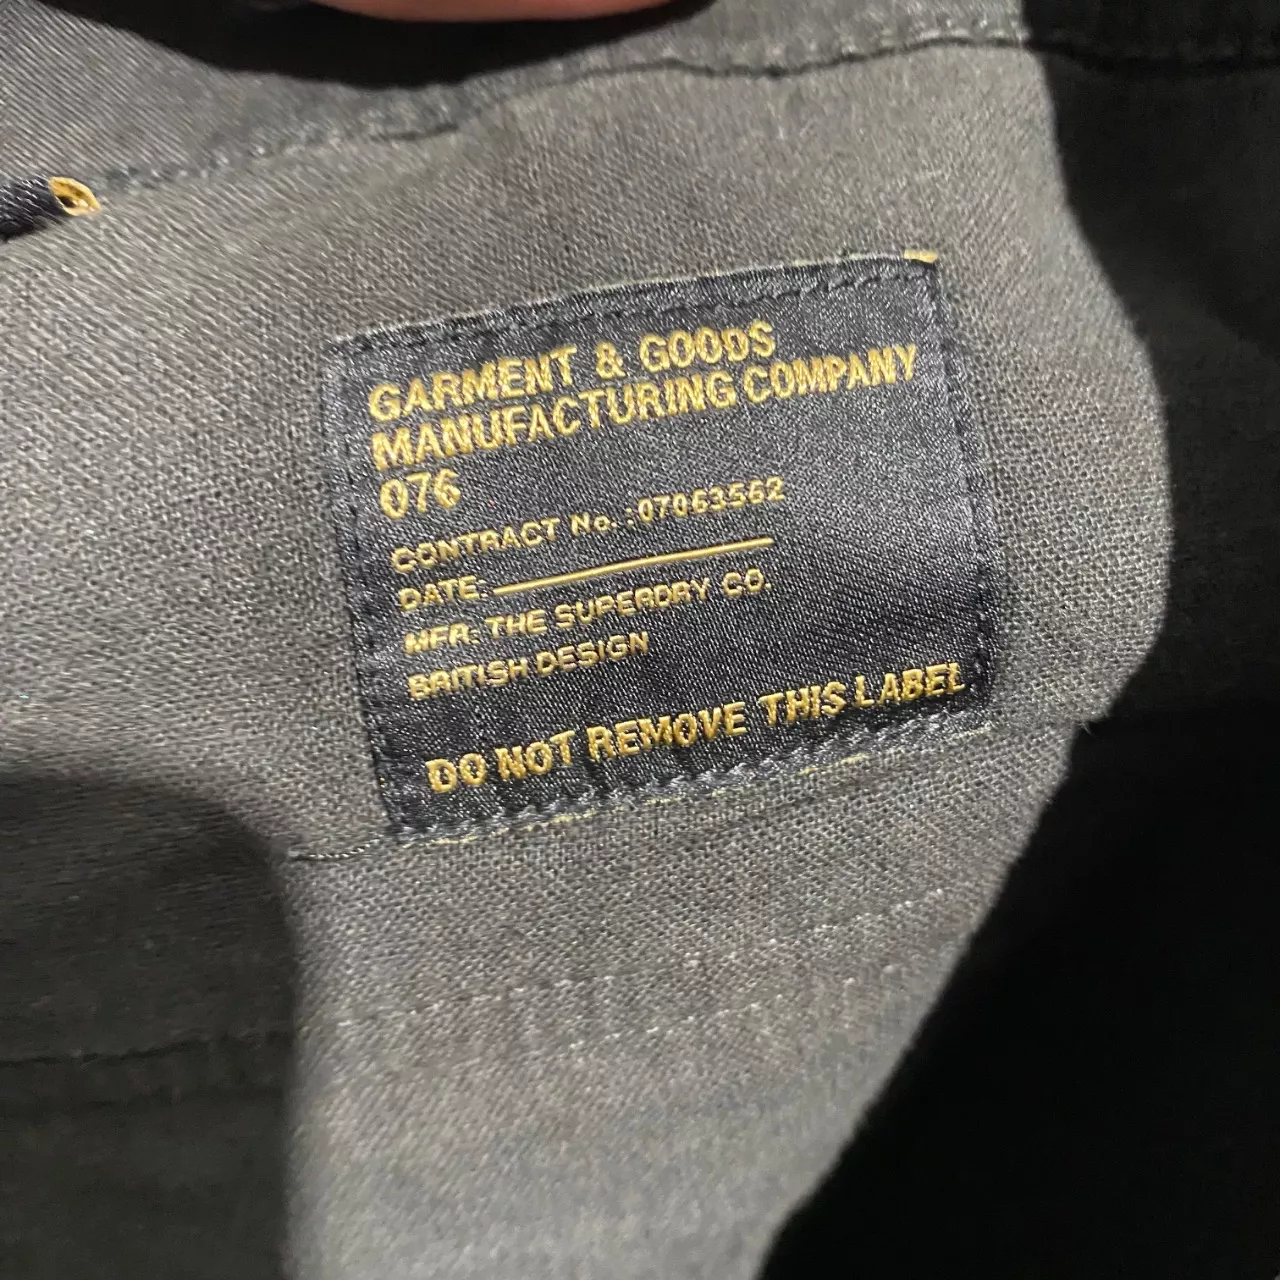 GARMENT & GOODS
MANUFACTURING COMPANY
076
CONTRACT No. :07063562
DATE:
MFR: THE SUPERDRY CO.
BRITISH DESIGN
DO NOT REMOVE THIS LABEL